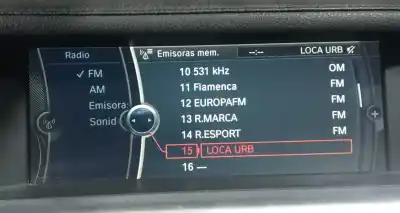 Radio
Emisoras mem.
--:--
LOCA URB
✓ FM
AM
Emisora
Sonid
10 531 kHz OM
11 Flamenca FM
12 EUROPAFM FM
13 R.MARCA FM
14 R.ESPORT FM
15 LOCA URB
16 ---